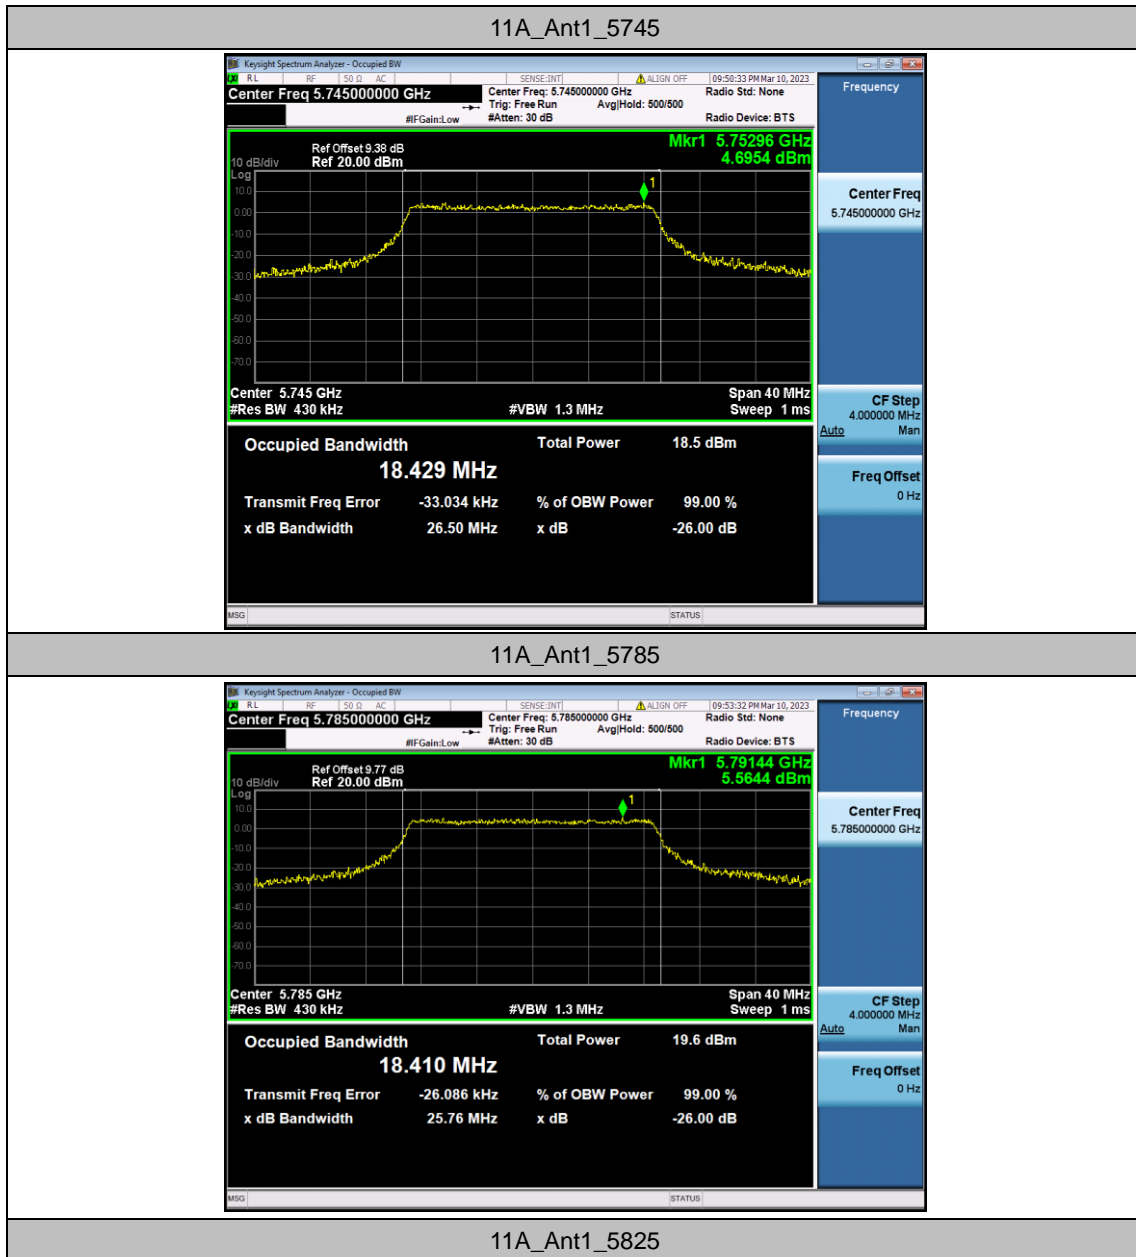 11A_Ant1_5745
Keysight Spectrum Analyzer - Occupied BW
LXI RL RF 50 Ω AC SENSE:INT ALIGN OFF 09:50:33 PM Mar 10, 2023
Center Freq 5.745000000 GHz Center Freq: 5.745000000 GHz Radio Std: None
Trig: Free Run Avg|Hold: 500/500
#IFGain:Low #Atten: 30 dB Radio Device: BTS
Frequency
Mkr1 5.75296 GHz
4.6954 dBm
Ref Offset 9.38 dB
10 dB/div Ref 20.00 dBm
Log
1
10.0
0.00
-10.0
-20.0
-30.0
-40.0
-50.0
-60.0
-70.0
Center Freq
5.745000000 GHz
Center 5.745 GHz Span 40 MHz
#Res BW 430 kHz #VBW 1.3 MHz Sweep 1 ms
CF Step
4.000000 MHz
Auto Man
Occupied Bandwidth Total Power 18.5 dBm
18.429 MHz
Transmit Freq Error -33.034 kHz % of OBW Power 99.00 %
x dB Bandwidth 26.50 MHz x dB -26.00 dB
Freq Offset
0 Hz
MSG STATUS
11A_Ant1_5785
Keysight Spectrum Analyzer - Occupied BW
LXI RL RF 50 Ω AC SENSE:INT ALIGN OFF 09:53:32 PM Mar 10, 2023
Center Freq 5.785000000 GHz Center Freq: 5.785000000 GHz Radio Std: None
Trig: Free Run Avg|Hold: 500/500
#IFGain:Low #Atten: 30 dB Radio Device: BTS
Frequency
Mkr1 5.79144 GHz
5.5644 dBm
Ref Offset 9.77 dB
10 dB/div Ref 20.00 dBm
Log
1
10.0
0.00
-10.0
-20.0
-30.0
-40.0
-50.0
-60.0
-70.0
Center Freq
5.785000000 GHz
Center 5.785 GHz Span 40 MHz
#Res BW 430 kHz #VBW 1.3 MHz Sweep 1 ms
CF Step
4.000000 MHz
Auto Man
Occupied Bandwidth Total Power 19.6 dBm
18.410 MHz
Transmit Freq Error -26.086 kHz % of OBW Power 99.00 %
x dB Bandwidth 25.76 MHz x dB -26.00 dB
Freq Offset
0 Hz
MSG STATUS
11A_Ant1_5825